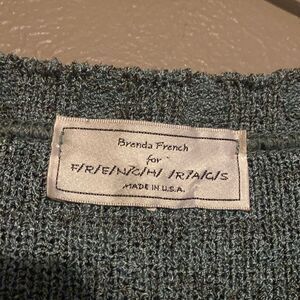 Brenda French
for
F/R/E/N/C/H/ /R/A/G/S
MADE IN U.S.A.